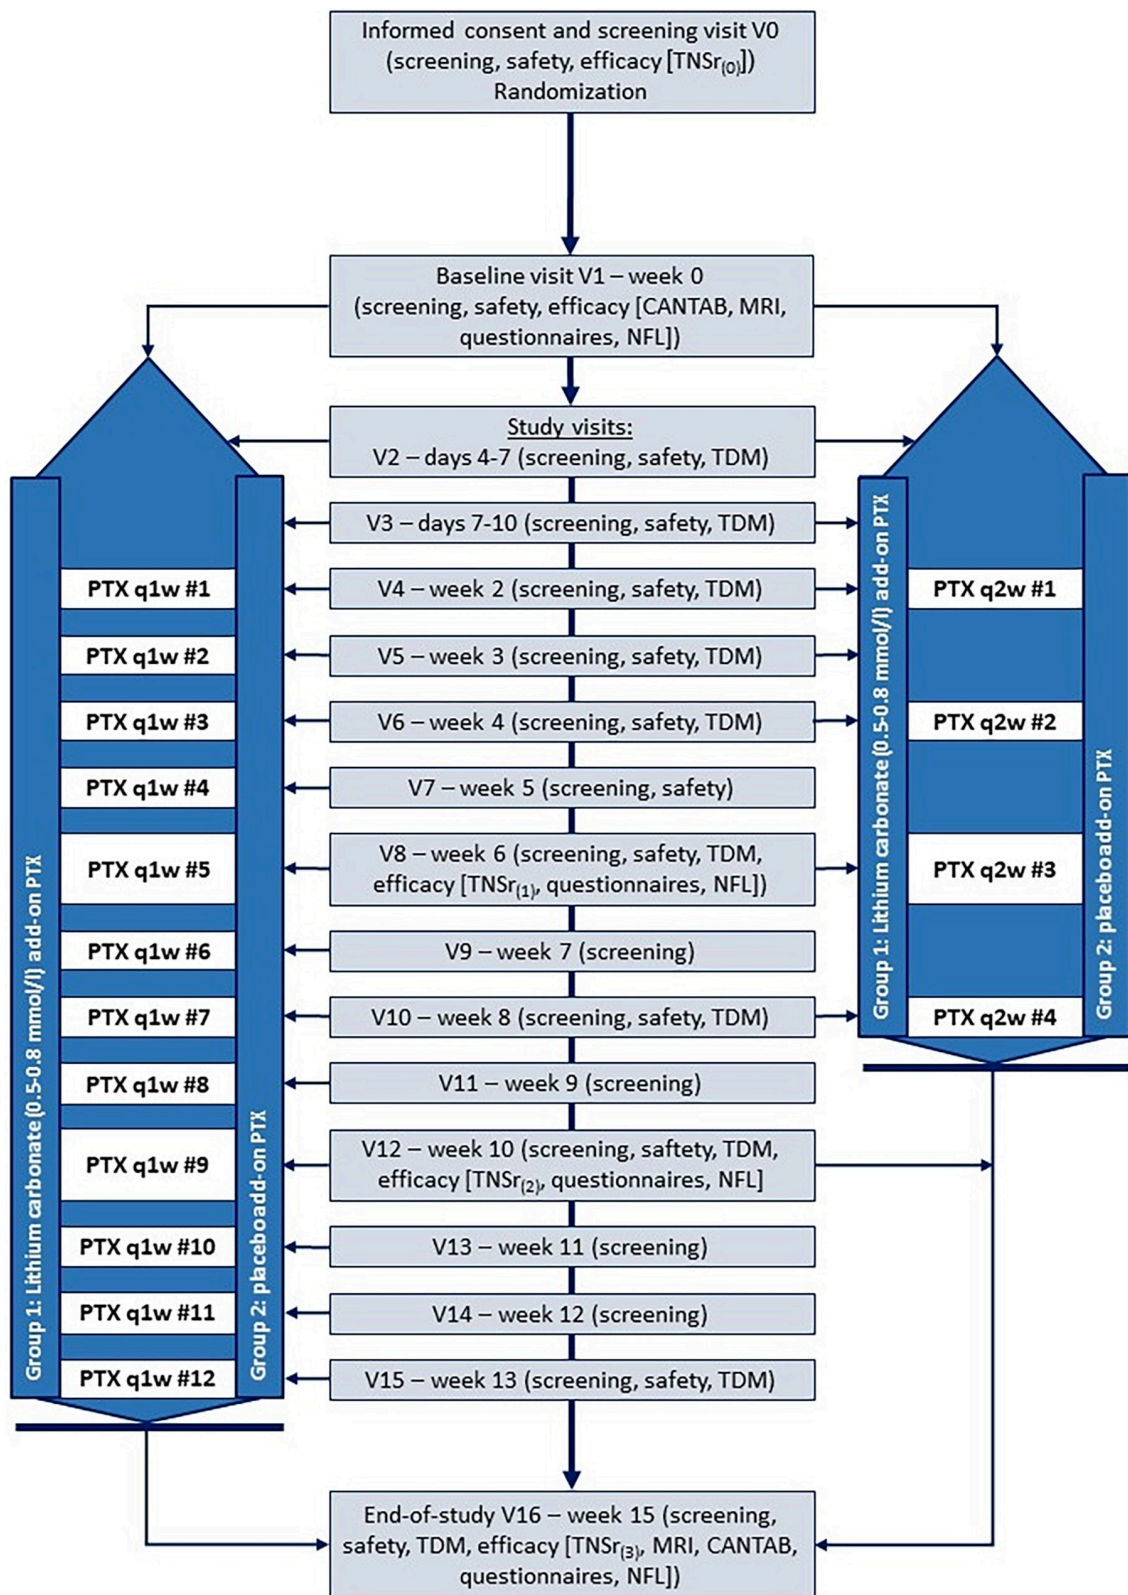 Informed consent and screening visit V0
(screening, safety, efficacy [TNSr(0)])
Randomization
Baseline visit V1 – week 0
(screening, safety, efficacy [CANTAB, MRI,
questionnaires, NFL])
Study visits:
V2 – days 4-7 (screening, safety, TDM)
V3 – days 7-10 (screening, safety, TDM)
PTX q1w #1
V4 – week 2 (screening, safety, TDM)
PTX q2w #1
PTX q1w #2
V5 – week 3 (screening, safety, TDM)
PTX q1w #3
V6 – week 4 (screening, safety, TDM)
PTX q2w #2
PTX q1w #4
V7 – week 5 (screening, safety)
PTX q1w #5
V8 – week 6 (screening, safety, TDM,
efficacy [TNSr(1), questionnaires, NFL])
PTX q2w #3
PTX q1w #6
V9 – week 7 (screening)
PTX q1w #7
V10 – week 8 (screening, safety, TDM)
PTX q2w #4
PTX q1w #8
V11 – week 9 (screening)
PTX q1w #9
V12 – week 10 (screening, saftety, TDM,
efficacy [TNSr(2), questionnaires, NFL]
PTX q1w #10
V13 – week 11 (screening)
PTX q1w #11
V14 – week 12 (screening)
PTX q1w #12
V15 – week 13 (screening, safety, TDM)
Group 1: Lithium carbonate (0.5-0.8 mmol/l) add-on PTX
Group 2: placeboadd-on PTX
Group 1: Lithium carbonate (0.5-0.8 mmol/l) add-on PTX
Group 2: placeboadd-on PTX
End-of-study V16 – week 15 (screening,
safety, TDM, efficacy [TNSr(3), MRI, CANTAB,
questionnaires, NFL])